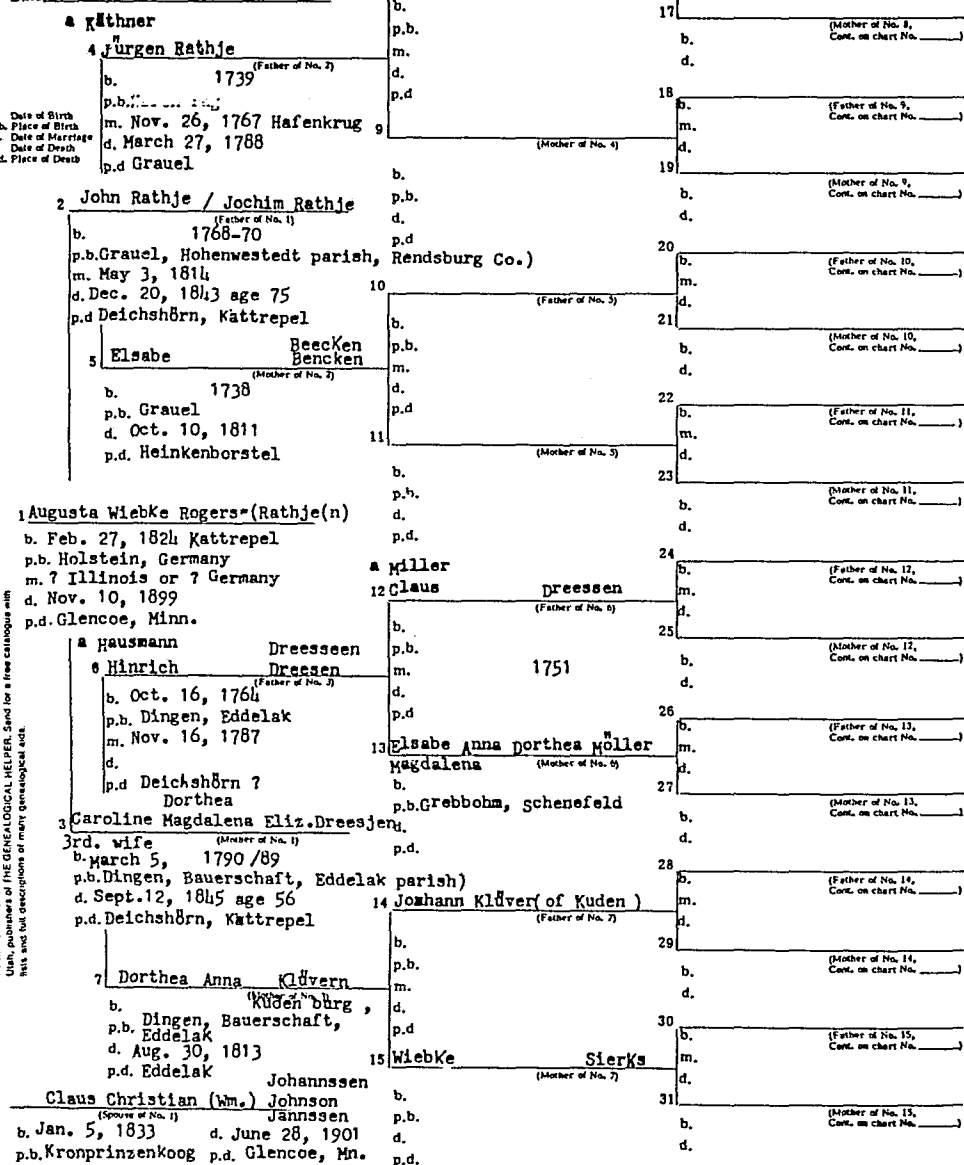 a Käthner
4 Jürgen Rathje
(Father of No. 2)
b. 1739
p.b.
m. Nov. 26, 1767 Hafenkrug
d. March 27, 1788
p.d Grauel
Date of Birth
Place of Birth
Date of Marriage
Date of Death
Place of Death
2 John Rathje / Jochim Rathje
(Father of No. 1)
b. 1768-70
p.b. Grauel, Hohenwestedt parish, Rendsburg Co.)
m. May 3, 1814
d. Dec. 20, 1843 age 75
p.d Deichshörn, Kattrepel
BeecKen
5 Elsabe Bencken
(Mother of No. 2)
b. 1738
p.b. Grauel
d. Oct. 10, 1811
p.d. Heinkenborstel
1 Augusta WiebKe Rogers-(Rathje(n)
b. Feb. 27, 1824 Kattrepel
p.b. Holstein, Germany
m. ? Illinois or ? Germany
d. Nov. 10, 1899
p.d. Glencoe, Minn.
a Hausmann
Dreesseen
6 Hinrich Dreesen
(Father of No. 3)
b. Oct. 16, 1764
p.b. Dingen, Eddelak
m. Nov. 16, 1787
d.
p.d Deichshörn ?
Dorthea
3 Caroline Magdalena Eliz.Dreesjen
3rd. wife
(Mother of No. 1)
b. March 5, 1790 /89
p.b. Dingen, Bauerschaft, Eddelak parish)
d. Sept.12, 1845 age 56
p.d. Deichshörn, Kattrepel
7 Dorthea Anna Klüvern
(Mother of No. 3)
b. Kuden burg ,
p.b. Dingen, Bauerschaft,
Eddelak
d. Aug. 30, 1813
p.d. Eddelak
Johannssen
Claus Christian (Wm.) Johnson
(Spouse of No. 1)
Jannssen
b. Jan. 5, 1833 d. June 28, 1901
p.b. Kronprinzenkoog p.d. Glencoe, Mn.
Utah, publishers of THE GENEALOGICAL HELPER. Send for a free catalogue with
lists and full descriptions of many genealogical aids.
b.
p.b.
m.
d.
p.d
9
(Mother of No. 4)
b.
p.b.
d.
p.d
10
(Father of No. 5)
b.
p.b.
m.
d.
p.d
11
(Mother of No. 5)
b.
p.b.
d.
p.d.
a Miller
12 Claus Dreessen
(Father of No. 6)
b.
p.b.
m. 1751
d.
p.d
13 Elsabe Anna Dorthea Möller
Magdalena
(Mother of No. 6)
b.
p.b. Grebbohm, Schenefeld
d.
p.d.
14 Jomhann Klüver( of Kuden )
(Father of No. 7)
b.
p.b.
m.
d.
p.d
15 WiebKe SierKs
(Mother of No. 7)
b.
p.b.
d.
p.d.
17
(Mother of No. 8,
Cont. on chart No. ____)
b.
d.
18
(Father of No. 9,
Cont. on chart No. ____)
b.
m.
d.
19
(Mother of No. 9,
Cont. on chart No. ____)
b.
d.
20
(Father of No. 10,
Cont. on chart No. ____)
b.
m.
d.
21
(Mother of No. 10,
Cont. on chart No. ____)
b.
d.
22
(Father of No. 11,
Cont. on chart No. ____)
b.
m.
d.
23
(Mother of No. 11,
Cont. on chart No. ____)
b.
d.
24
(Father of No. 12,
Cont. on chart No. ____)
b.
m.
d.
25
(Mother of No. 12,
Cont. on chart No. ____)
b.
d.
26
(Father of No. 13,
Cont. on chart No. ____)
b.
m.
d.
27
(Mother of No. 13,
Cont. on chart No. ____)
b.
d.
28
(Father of No. 14,
Cont. on chart No. ____)
b.
m.
d.
29
(Mother of No. 14,
Cont. on chart No. ____)
b.
d.
30
(Father of No. 15,
Cont. on chart No. ____)
b.
m.
d.
31
(Mother of No. 15,
Cont. on chart No. ____)
b.
d.